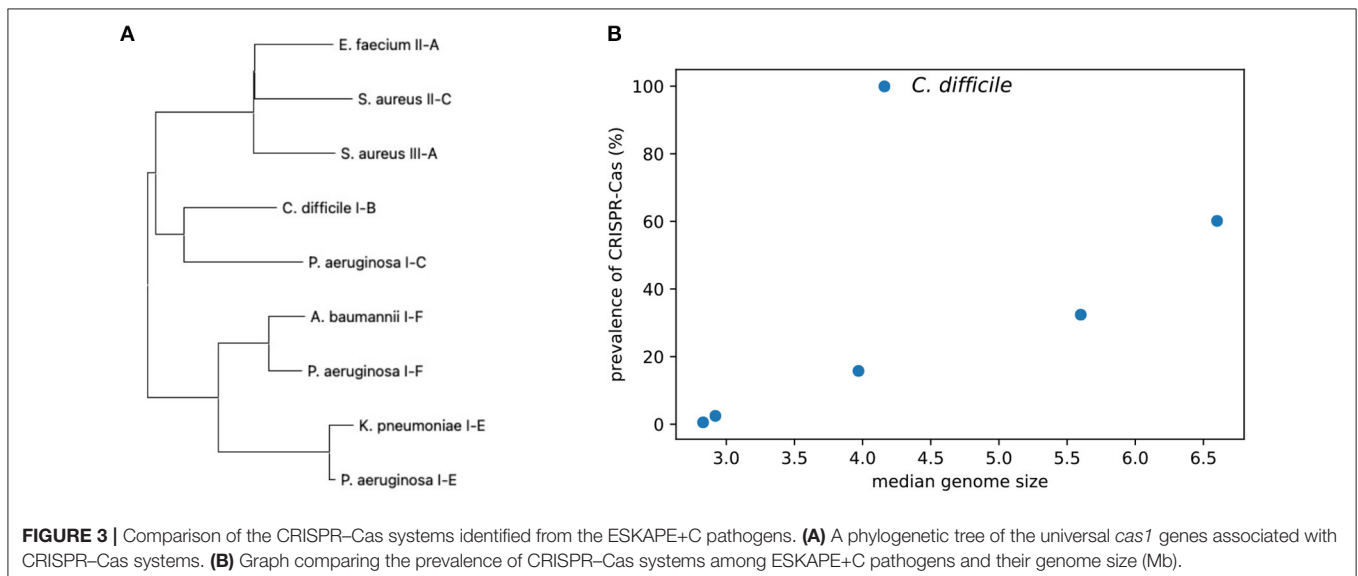 A
E. faecium II-A
S. aureus II-C
S. aureus III-A
C. difficile I-B
P. aeruginosa I-C
A. baumannii I-F
P. aeruginosa I-F
K. pneumoniae I-E
P. aeruginosa I-E
B
prevalence of CRISPR-Cas (%)
100
80
60
40
20
0
C. difficile
3.0 3.5 4.0 4.5 5.0 5.5 6.0 6.5
median genome size
FIGURE 3 | Comparison of the CRISPR–Cas systems identified from the ESKAPE+C pathogens. (A) A phylogenetic tree of the universal cas1 genes associated with
CRISPR–Cas systems. (B) Graph comparing the prevalence of CRISPR–Cas systems among ESKAPE+C pathogens and their genome size (Mb).